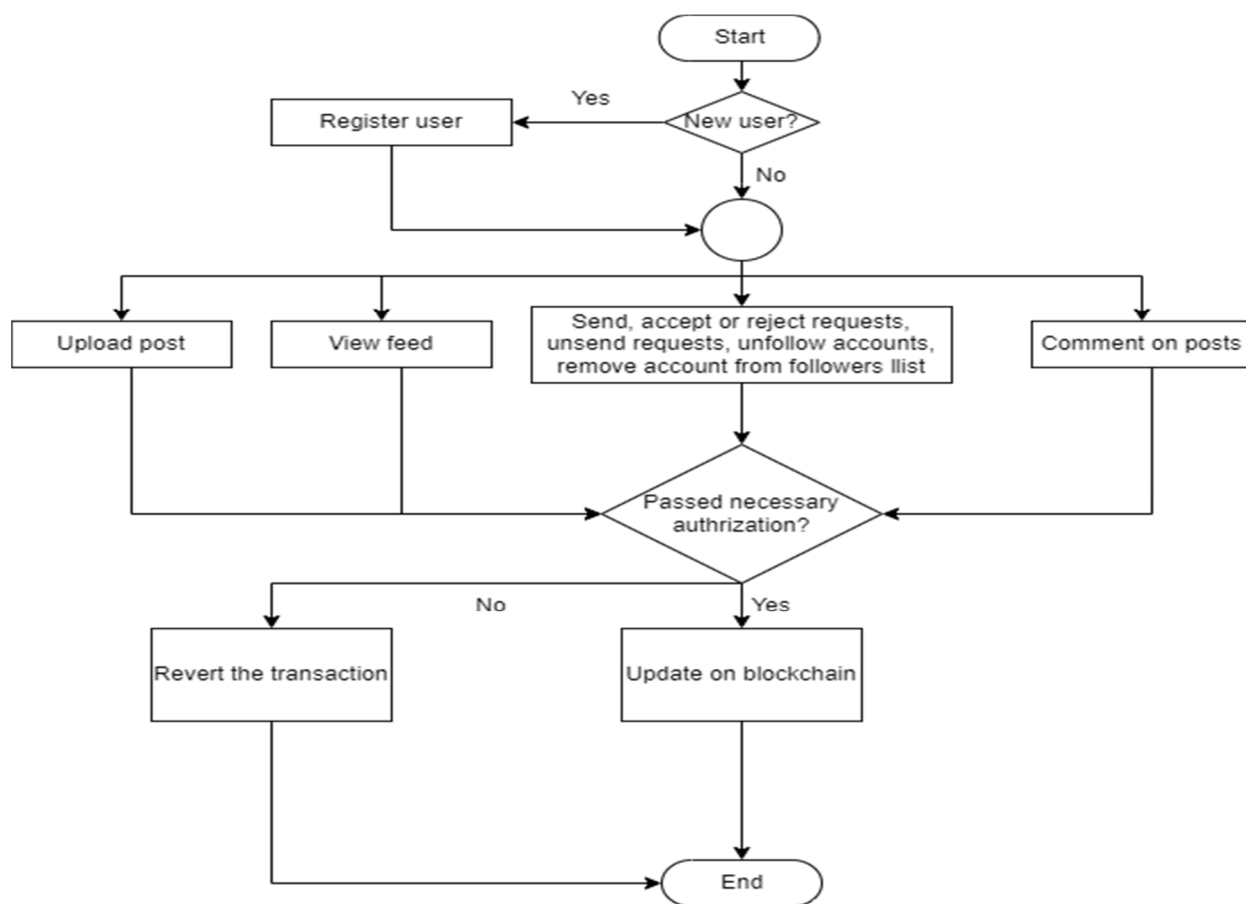 Start
Yes
Register user
New user?
No
Upload post
View feed
Send, accept or reject requests,
unsend requests, unfollow accounts,
remove account from followers llist
Comment on posts
Passed necessary
authrization?
No
Yes
Revert the transaction
Update on blockchain
End